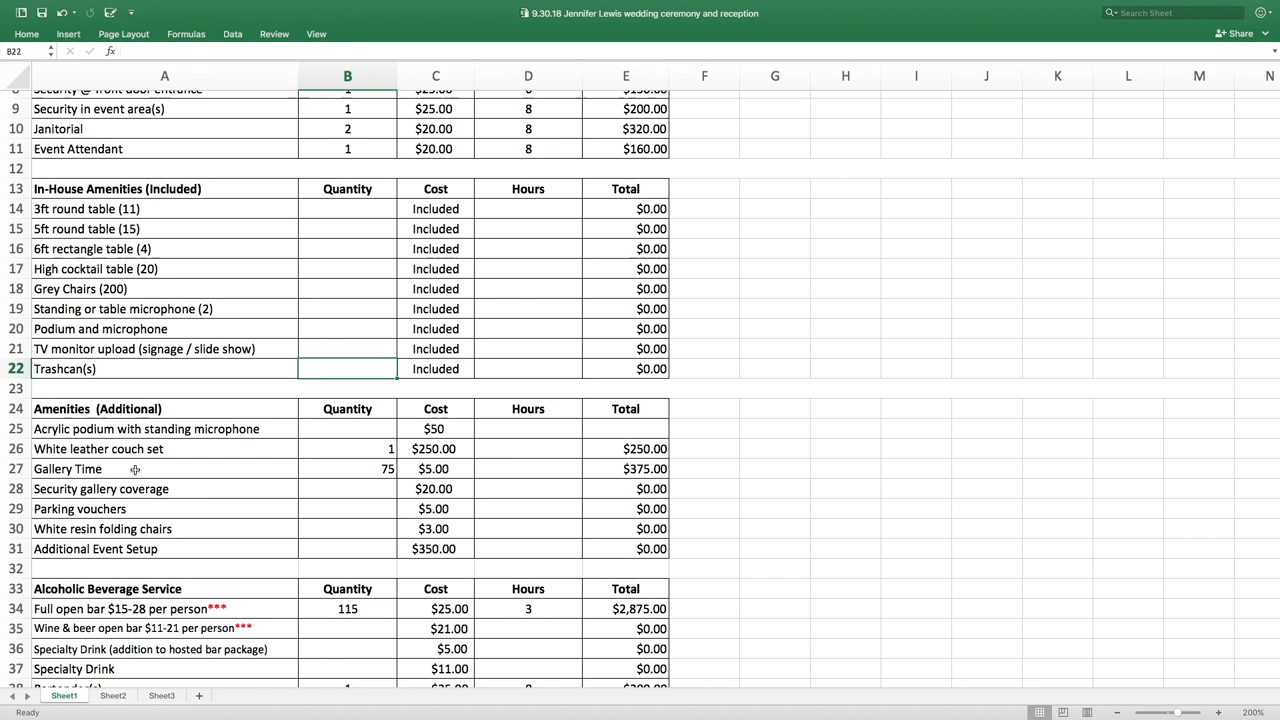 9.30.18 Jennifer Lewis wedding ceremony and reception
Search Sheet
Home Insert Page Layout Formulas Data Review View
Share
B22 fx
A B C D E F G H I J K L M N
8 Security @ front door entrance 1 $25.00 $150.00
9 Security in event area(s) 1 $25.00 8 $200.00
10 Janitorial 2 $20.00 8 $320.00
11 Event Attendant 1 $20.00 8 $160.00
12
13 In-House Amenities (Included) Quantity Cost Hours Total
14 3ft round table (11) Included $0.00
15 5ft round table (15) Included $0.00
16 6ft rectangle table (4) Included $0.00
17 High cocktail table (20) Included $0.00
18 Grey Chairs (200) Included $0.00
19 Standing or table microphone (2) Included $0.00
20 Podium and microphone Included $0.00
21 TV monitor upload (signage / slide show) Included $0.00
22 Trashcan(s) Included $0.00
23
24 Amenities (Additional) Quantity Cost Hours Total
25 Acrylic podium with standing microphone $50
26 White leather couch set 1 $250.00 $250.00
27 Gallery Time 75 $5.00 $375.00
28 Security gallery coverage $20.00 $0.00
29 Parking vouchers $5.00 $0.00
30 White resin folding chairs $3.00 $0.00
31 Additional Event Setup $350.00 $0.00
32
33 Alcoholic Beverage Service Quantity Cost Hours Total
34 Full open bar $15-28 per person*** 115 $25.00 3 $2,875.00
35 Wine & beer open bar $11-21 per person*** $21.00 $0.00
36 Specialty Drink (addition to hosted bar package) $5.00 $0.00
37 Specialty Drink $11.00 $0.00
Bartender(s) 1 $25.00 8 $200.00
Sheet1 Sheet2 Sheet3 +
Ready 200%